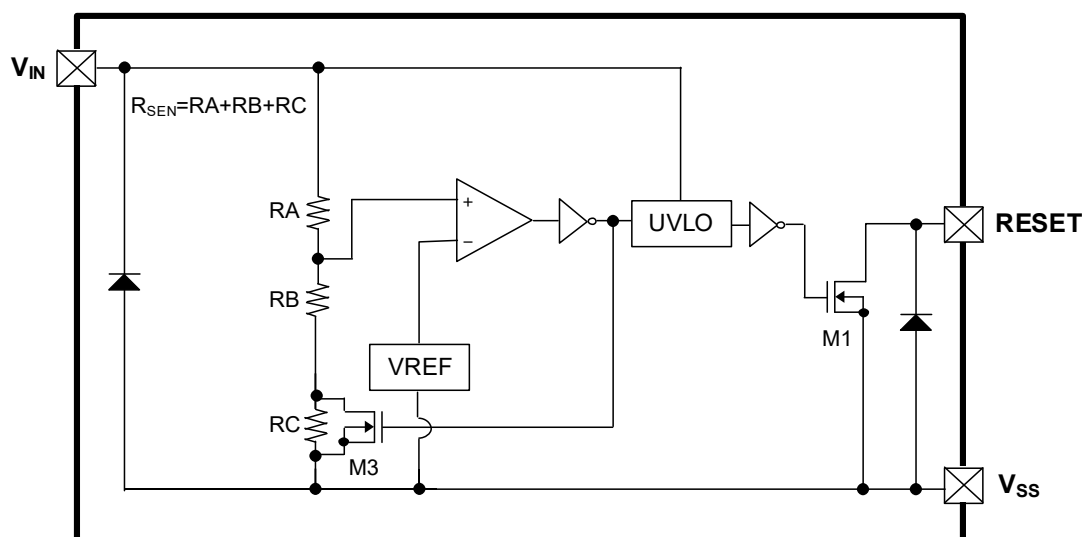 V_IN
R_SEN=RA+RB+RC
RA
+
−
UVLO
RESET
RB
M1
VREF
RC
M3
V_SS